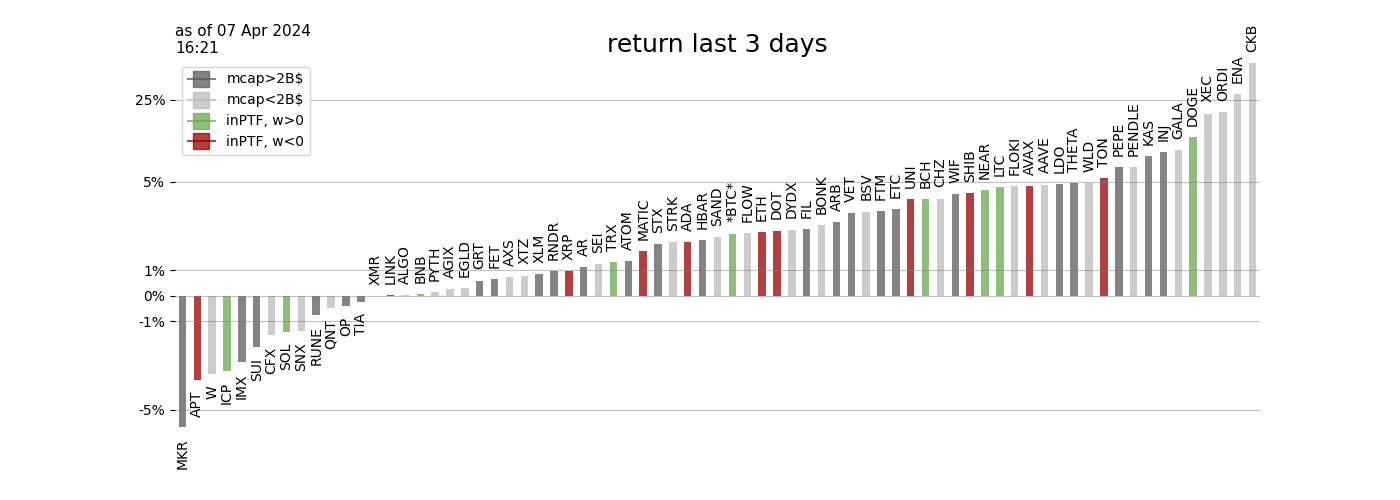 as of 07 Apr 2024
16:21
return last 3 days
mcap>2B$
mcap<2B$
inPTF, w>0
inPTF, w<0
25%
5%
1%
0%
-1%
-5%
MKR
APT
W
ICP
IMX
SUI
CFX
SOL
SNX
RUNE
QNT
OP
TIA
XMR
LINK
ALGO
BNB
PYTH
AGIX
EGLD
GRT
FET
AXS
XTZ
XLM
RNDR
XRP
AR
SEI
TRX
ATOM
MATIC
STX
STRK
ADA
HBAR
SAND
*BTC*
FLOW
ETH
DOT
DYDX
FIL
BONK
ARB
VET
BSV
FTM
ETC
UNI
BCH
CHZ
WIF
SHIB
NEAR
LTC
FLOKI
AVAX
AAVE
LDO
THETA
WLD
TON
PEPE
PENDLE
KAS
INJ
GALA
DOGE
XEC
ORDI
ENA
CKB